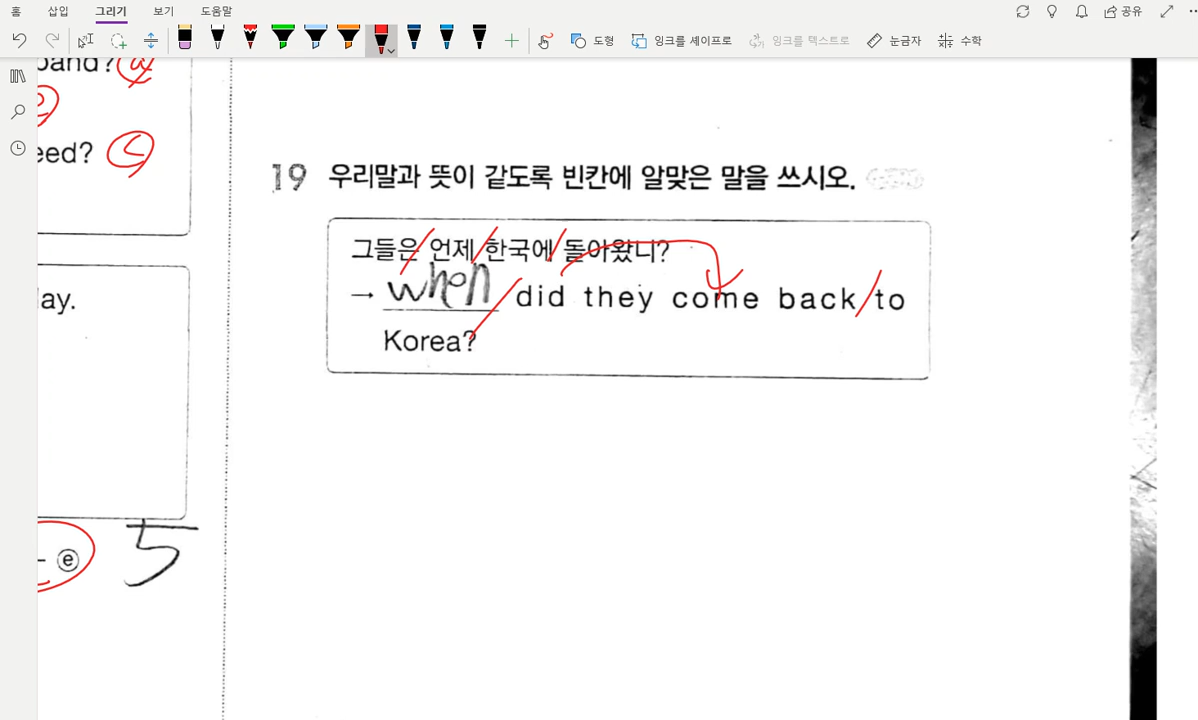 홈 삽입 그리기 보기 도움말 공유
도형 잉크를 셰이프로 잉크를 텍스트로 눈금자 수학
band?
eed?
lay.
e 5
19 우리말과 뜻이 같도록 빈칸에 알맞은 말을 쓰시오.
그들은 언제 한국에 돌아왔니?
→ when did they come back to
Korea?